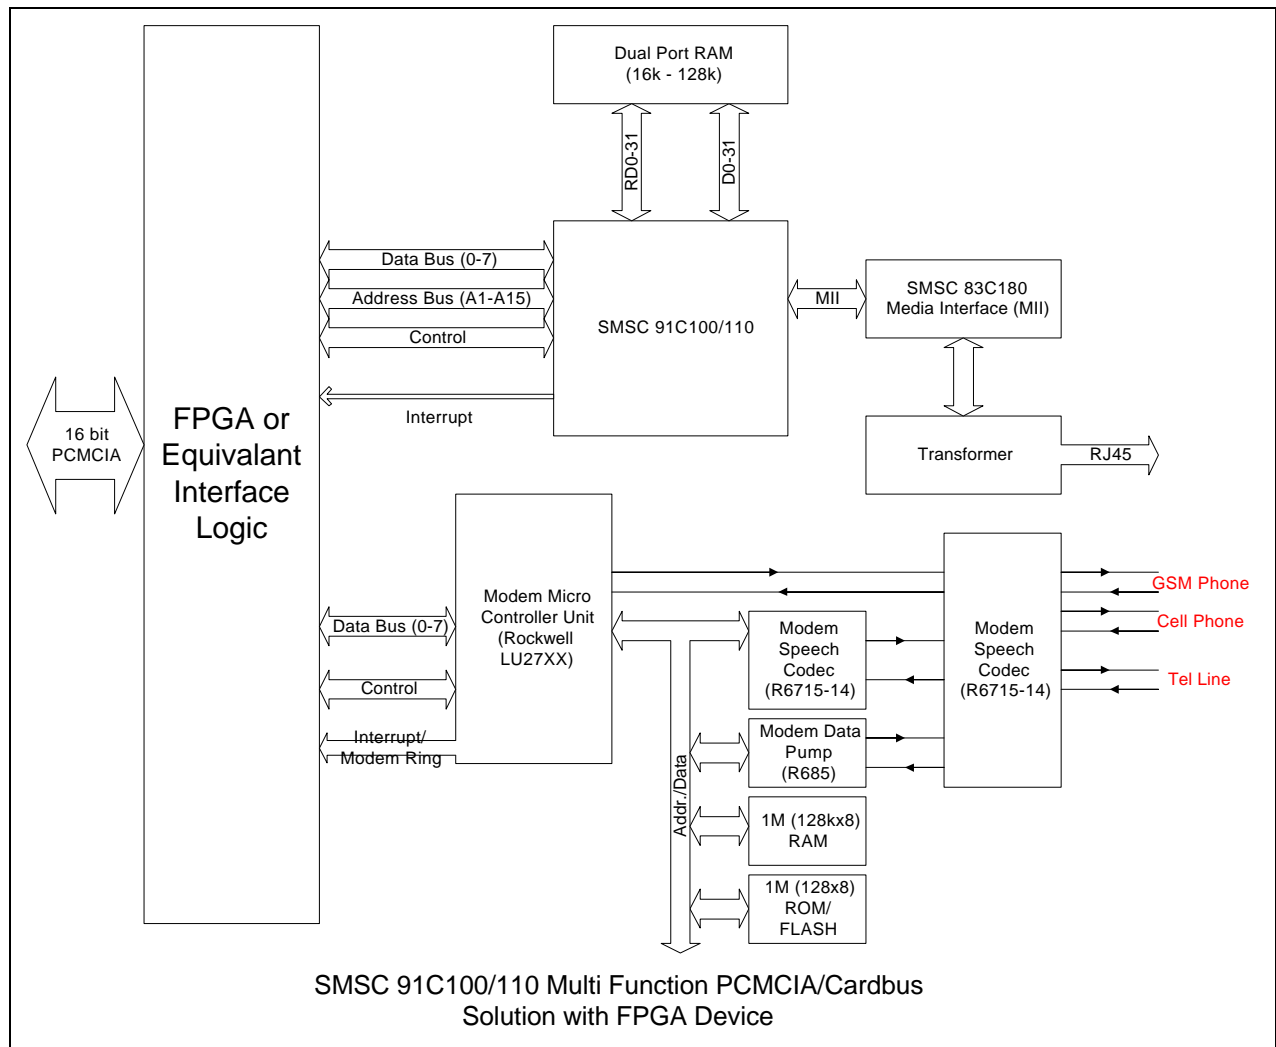 Dual Port RAM
(16k - 128k)
RD0-31
D0-31
Data Bus (0-7)
Address Bus (A1-A15)
Control
Interrupt
SMSC 91C100/110
MII
SMSC 83C180
Media Interface (MII)
Transformer
RJ45
16 bit
PCMCIA
FPGA or
Equivalant
Interface
Logic
Data Bus (0-7)
Control
Interrupt/
Modem Ring
Modem Micro
Controller Unit
(Rockwell
LU27XX)
Addr./Data
Modem
Speech
Codec
(R6715-14)
Modem Data
Pump
(R685)
1M (128kx8)
RAM
1M (128x8)
ROM/
FLASH
Modem
Speech
Codec
(R6715-14)
GSM Phone
Cell Phone
Tel Line
SMSC 91C100/110 Multi Function PCMCIA/Cardbus
Solution with FPGA Device